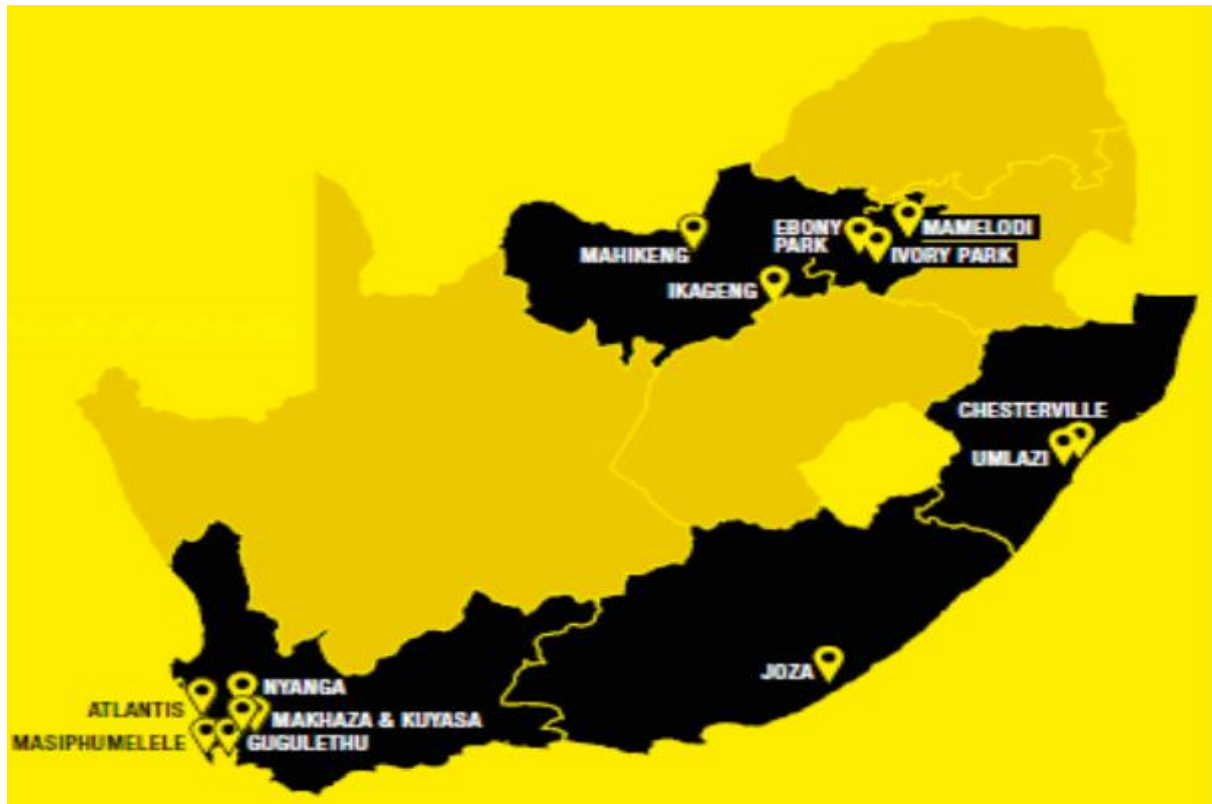 MAMELODI
EBONY
PARK
IVORY PARK
MAHIKENG
IKAGENG
CHESTERVILLE
UMLAZI
JOZA
NYANGA
ATLANTIS
MAKHAZA & KUYASA
MASIPHUMELELE
GUGULETHU